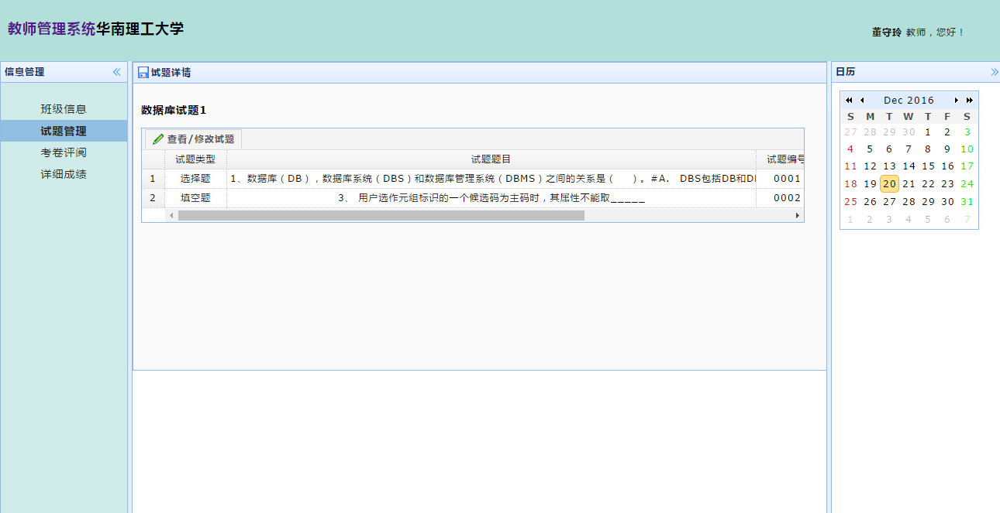 教师管理系统华南理工大学
董守玲 教师，您好！
信息管理
班级信息
试题管理
考卷评阅
详细成绩
试题详情
数据库试题1
查看/修改试题
试题类型 试题题目 试题编号
1 选择题 1、数据库（DB），数据库系统（DBS）和数据库管理系统（DBMS）之间的关系是（ ）。#A. DBS包括DB和D 0001
2 填空题 3、 用户选作元组标识的一个候选码为主码时，其属性不能取_____ 0002
日历
Dec 2016
S M T W T F S
27 28 29 30 1 2 3
4 5 6 7 8 9 10
11 12 13 14 15 16 17
18 19 20 21 22 23 24
25 26 27 28 29 30 31
1 2 3 4 5 6 7